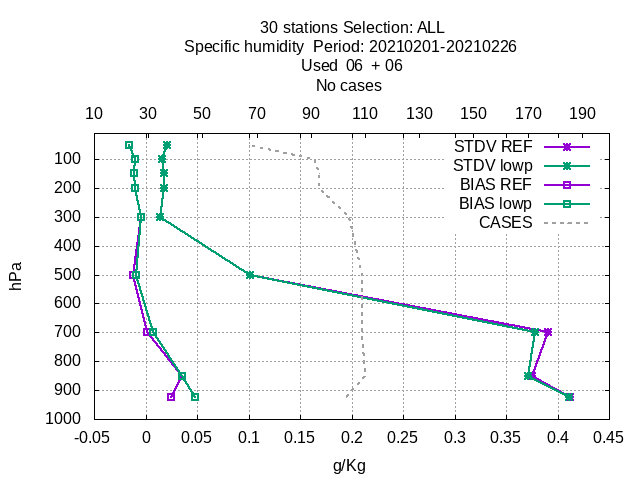 30 stations Selection: ALL
Specific humidity  Period: 20210201-20210226
Used  06  + 06
No cases
10 30 50 70 90 110 130 150 170 190
STDV REF
STDV lowp
BIAS REF
BIAS lowp
CASES
100
200
300
400
500
600
700
800
900
1000
hPa
-0.05 0 0.05 0.1 0.15 0.2 0.25 0.3 0.35 0.4 0.45
g/Kg